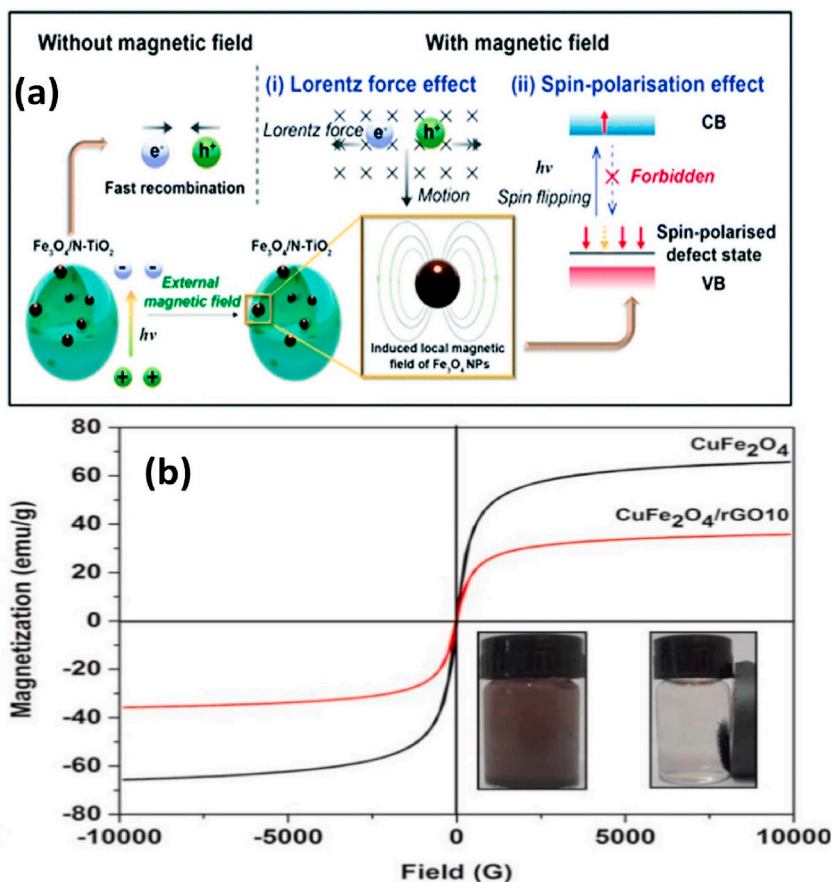 Without magnetic field
With magnetic field
(a)
(i) Lorentz force effect
(ii) Spin-polarisation effect
Lorentz force
e⁻
h⁺
e⁻
h⁺
Fast recombination
Motion
CB
hν
Spin flipping
Forbidden
Spin-polarised
defect state
VB
Fe₃O₄/N-TiO₂
Fe₃O₄/N-TiO₂
External
magnetic field
hν
Induced local magnetic
field of Fe₃O₄ NPs
(b)
CuFe₂O₄
CuFe₂O₄/rGO10
Magnetization (emu/g)
80
60
40
20
0
-20
-40
-60
-80
-10000
-5000
0
5000
10000
Field (G)